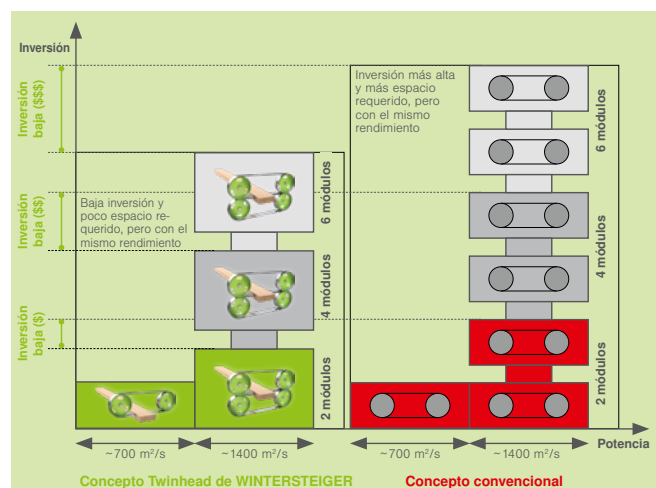 Inversión
Inversión
baja ($$$)
Inversión
baja ($$)
Inversión
baja ($)
Baja inversión y
poco espacio re-
querido, pero con el
mismo rendimiento
6 módulos
4 módulos
2 módulos
Inversión más alta
y más espacio
requerido, pero
con el mismo
rendimiento
6 módulos
4 módulos
2 módulos
Potencia
~700 m²/s
~1400 m²/s
~700 m²/s
~1400 m²/s
Concepto Twinhead de WINTERSTEIGER
Concepto convencional